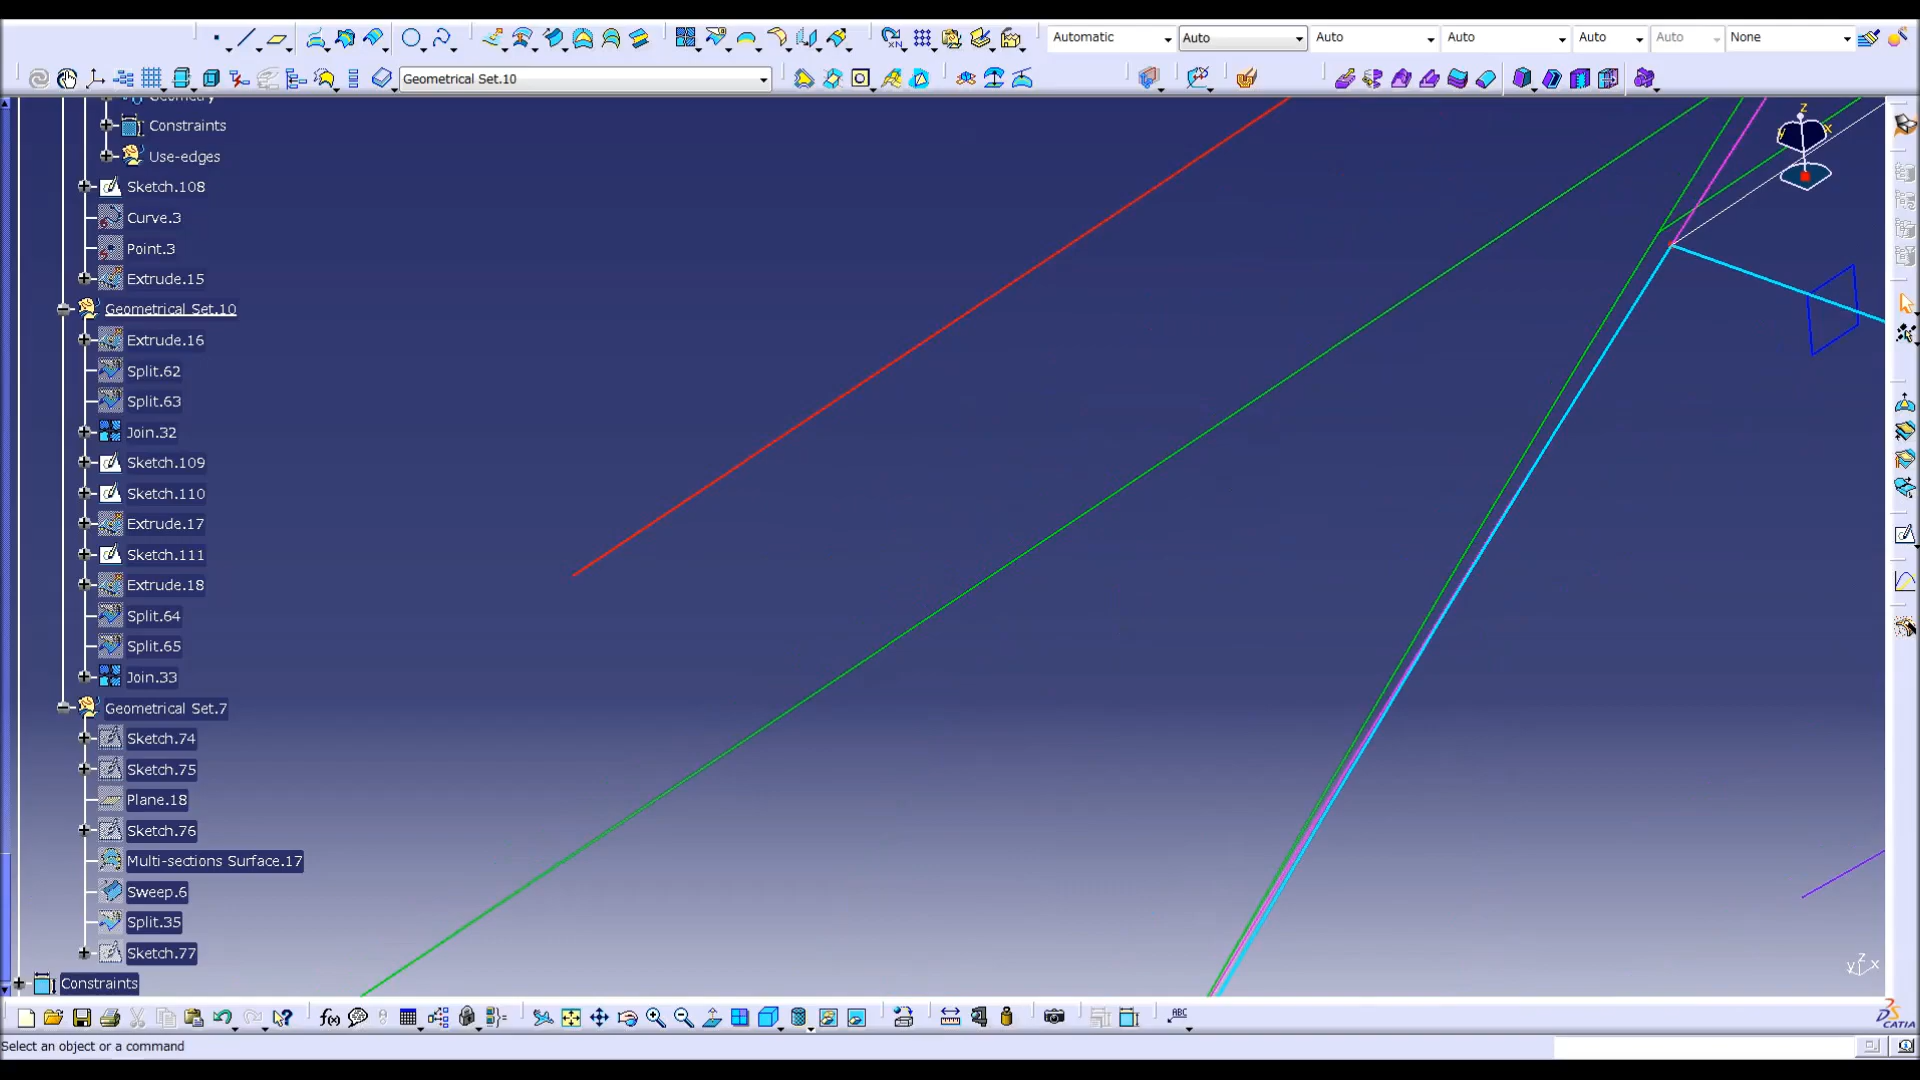 Automatic Auto Auto Auto Auto Auto None
Geometrical Set.10
Geometry
Constraints
Use-edges
Sketch.108
Curve.3
Point.3
Extrude.15
Geometrical Set.10
Extrude.16
Split.62
Split.63
Join.32
Sketch.109
Sketch.110
Extrude.17
Sketch.111
Extrude.18
Split.64
Split.65
Join.33
Geometrical Set.7
Sketch.74
Sketch.75
Plane.18
Sketch.76
Multi-sections Surface.17
Sweep.6
Split.35
Sketch.77
Constraints
z
y x
z
y x
f(x)
ABC
CATIA
Select an object or a command